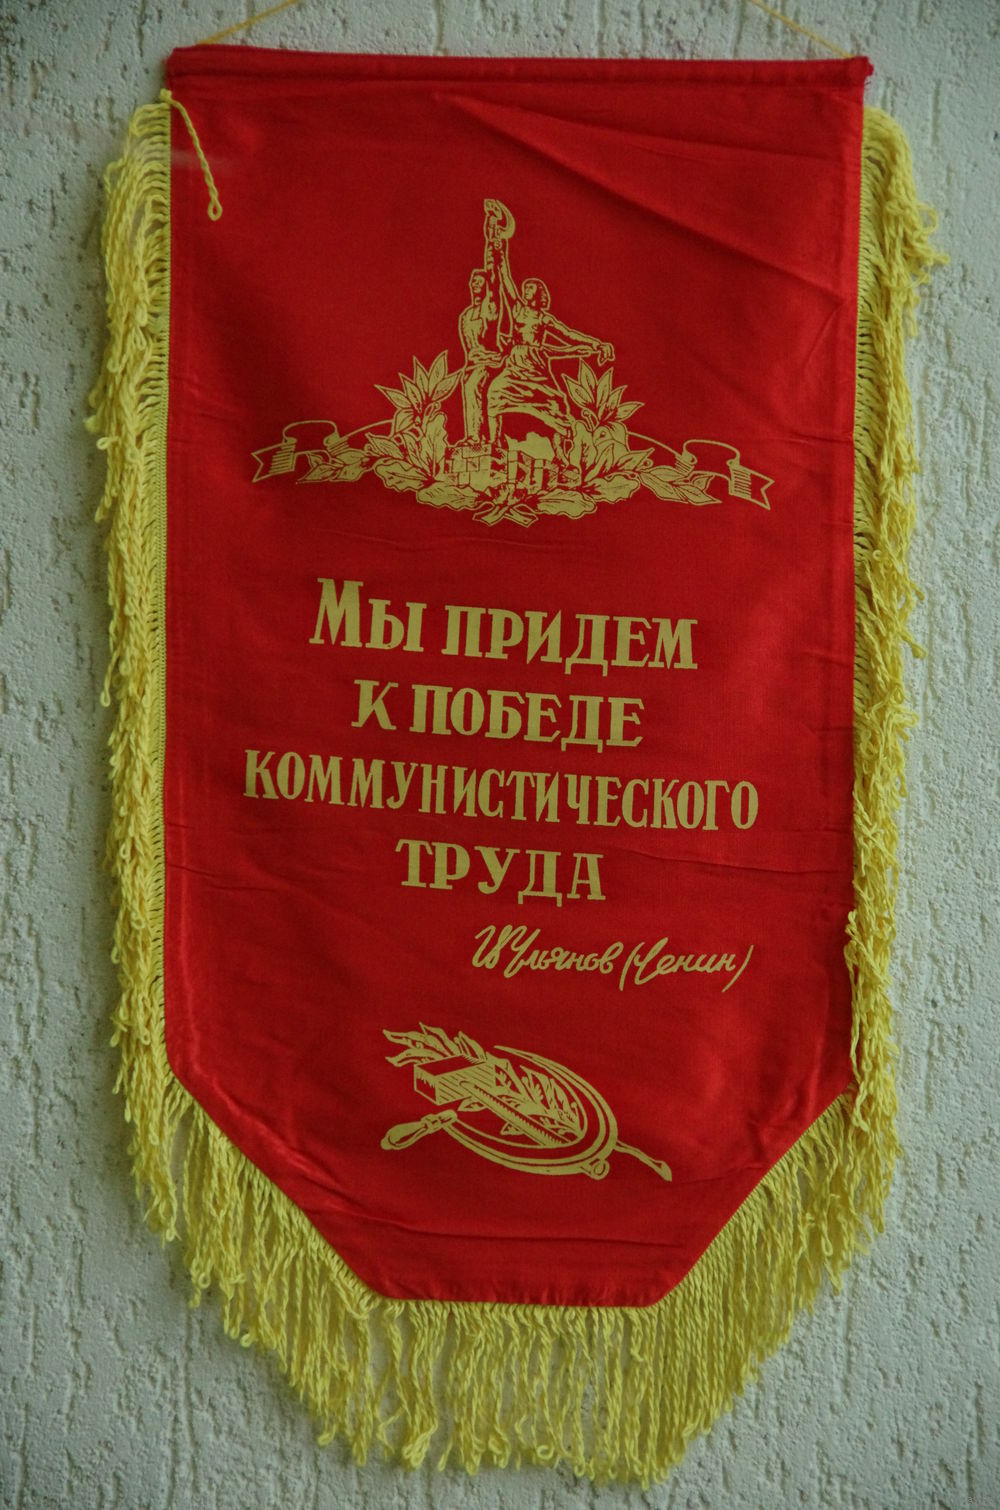 Мы придем
к победе
коммунистического
труда
В Ульянов (Ленин)